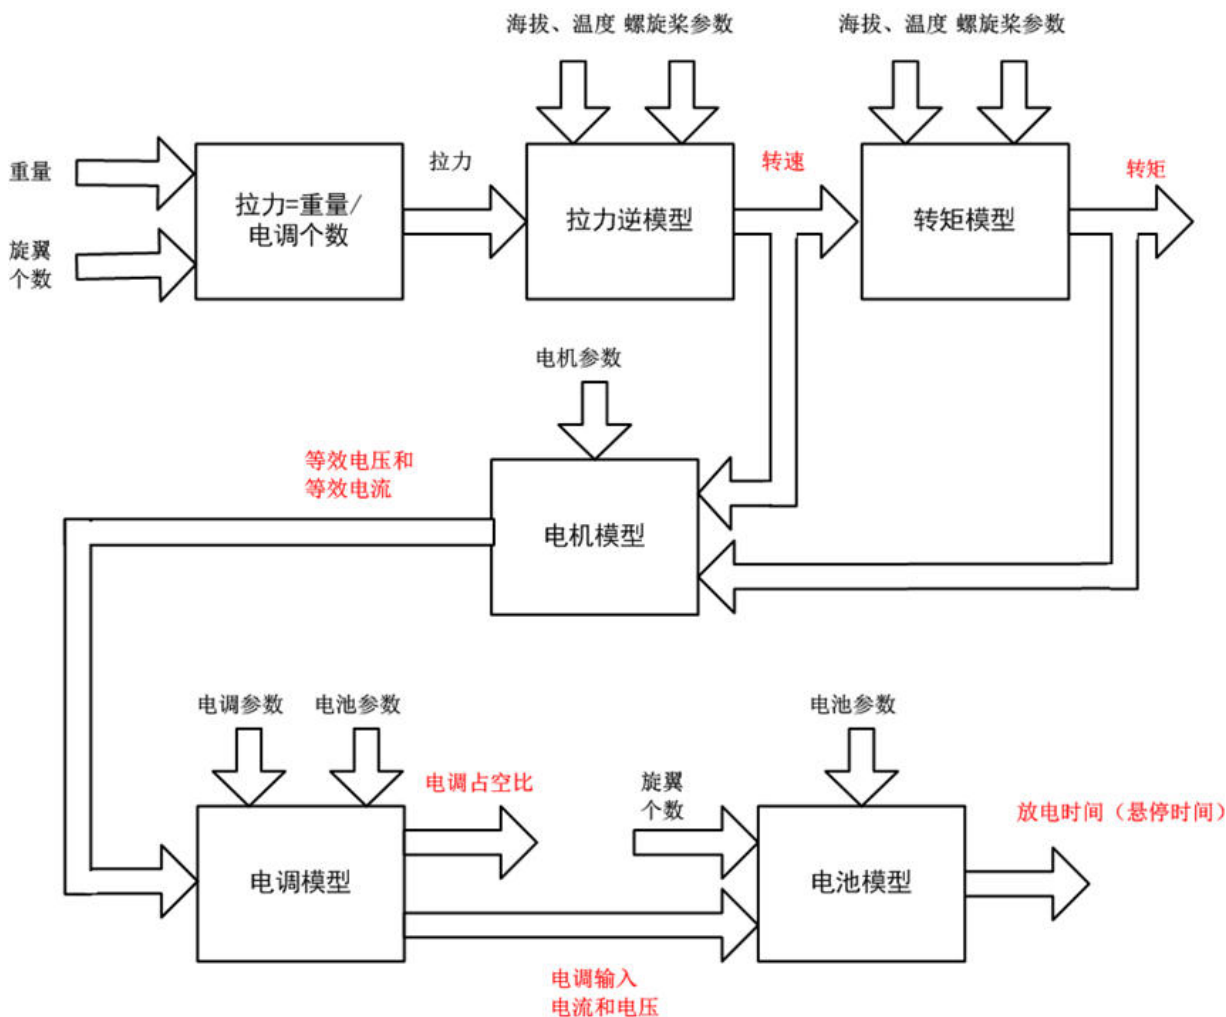 海拔、温度 螺旋桨参数
海拔、温度 螺旋桨参数
重量
旋翼
个数
拉力=重量/
电调个数
拉力
拉力逆模型
转速
转矩模型
转矩
电机参数
等效电压和
等效电流
电机模型
电调参数
电池参数
电调占空比
旋翼
个数
电池参数
放电时间（悬停时间）
电调模型
电池模型
电调输入
电流和电压